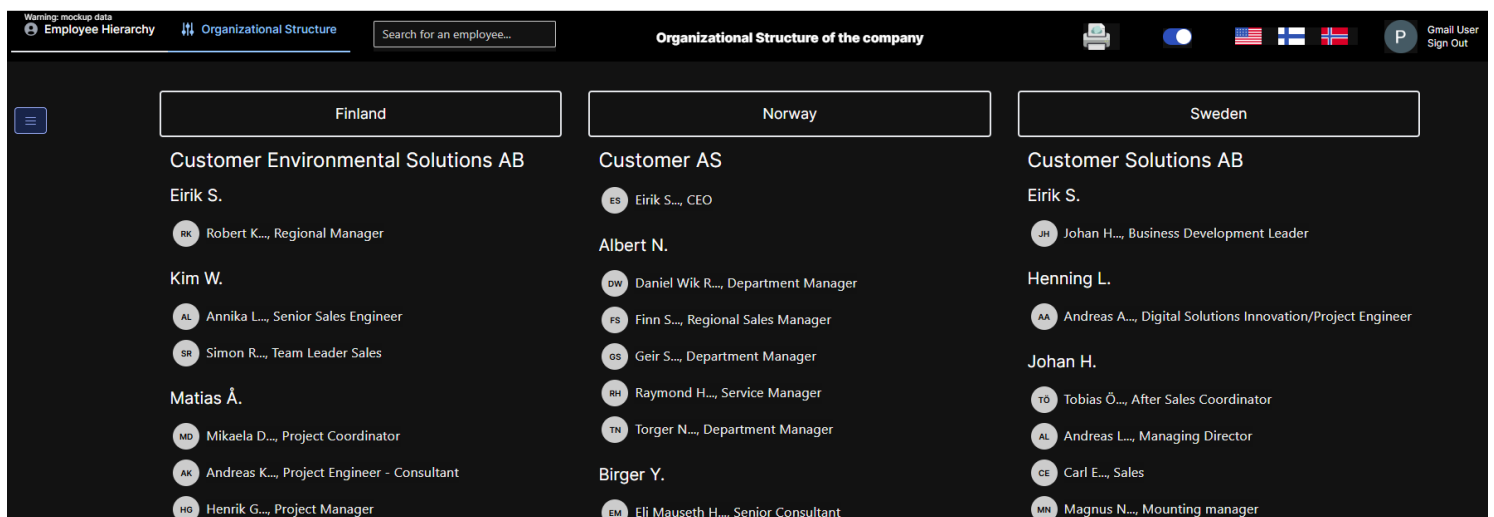 Warning: mockup data
Employee Hierarchy
Organizational Structure
Search for an employee...
Organizational Structure of the company
P
Gmail User
Sign Out
Finland
Customer Environmental Solutions AB
Eirik S.
RK Robert K..., Regional Manager
Kim W.
AL Annika L..., Senior Sales Engineer
SR Simon R..., Team Leader Sales
Matias Å.
MD Mikaela D..., Project Coordinator
AK Andreas K..., Project Engineer - Consultant
HG Henrik G..., Project Manager
Norway
Customer AS
ES Eirik S..., CEO
Albert N.
DW Daniel Wik R..., Department Manager
FS Finn S..., Regional Sales Manager
GS Geir S..., Department Manager
RH Raymond H..., Service Manager
TN Torger N..., Department Manager
Birger Y.
EM Eli Mauseth H..., Senior Consultant
Sweden
Customer Solutions AB
Eirik S.
JH Johan H..., Business Development Leader
Henning L.
AA Andreas A..., Digital Solutions Innovation/Project Engineer
Johan H.
TÖ Tobias Ö..., After Sales Coordinator
AL Andreas L..., Managing Director
CE Carl E..., Sales
MN Magnus N..., Mounting manager